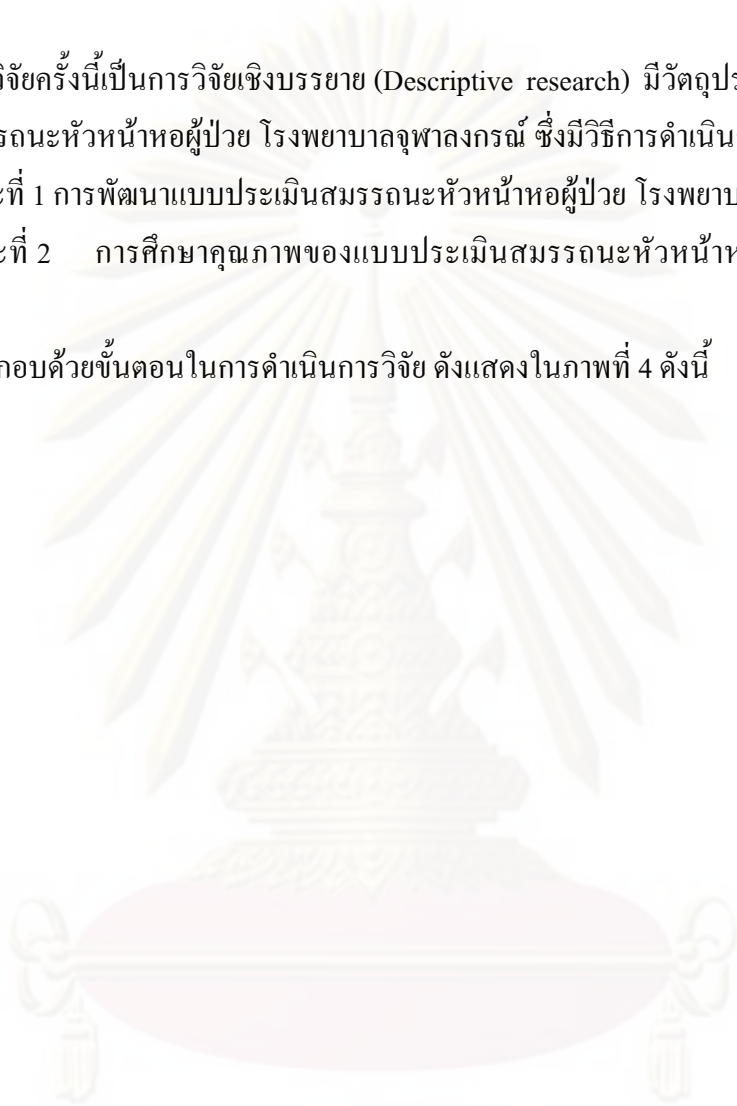 วิจัยครั้งนี้เป็นการวิจัยเชิงบรรยาย (Descriptive research) มีวัตถุปร
รถนะหัวหน้าหอผู้ป่วย โรงพยาบาลจุฬาลงกรณ์ ซึ่งมีวิธีการดำเนิน
ะที่ 1 การพัฒนาแบบประเมินสมรรถนะหัวหน้าหอผู้ป่วย โรงพยาบ
ะที่ 2 การศึกษาคุณภาพของแบบประเมินสมรรถนะหัวหน้าห
กอบด้วยขั้นตอนในการดำเนินการวิจัย ดังแสดงในภาพที่ 4 ดังนี้